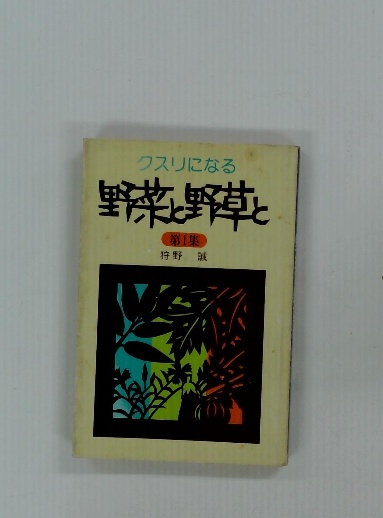 クスリになる
野菜と野草と
第1集
狩野 誠